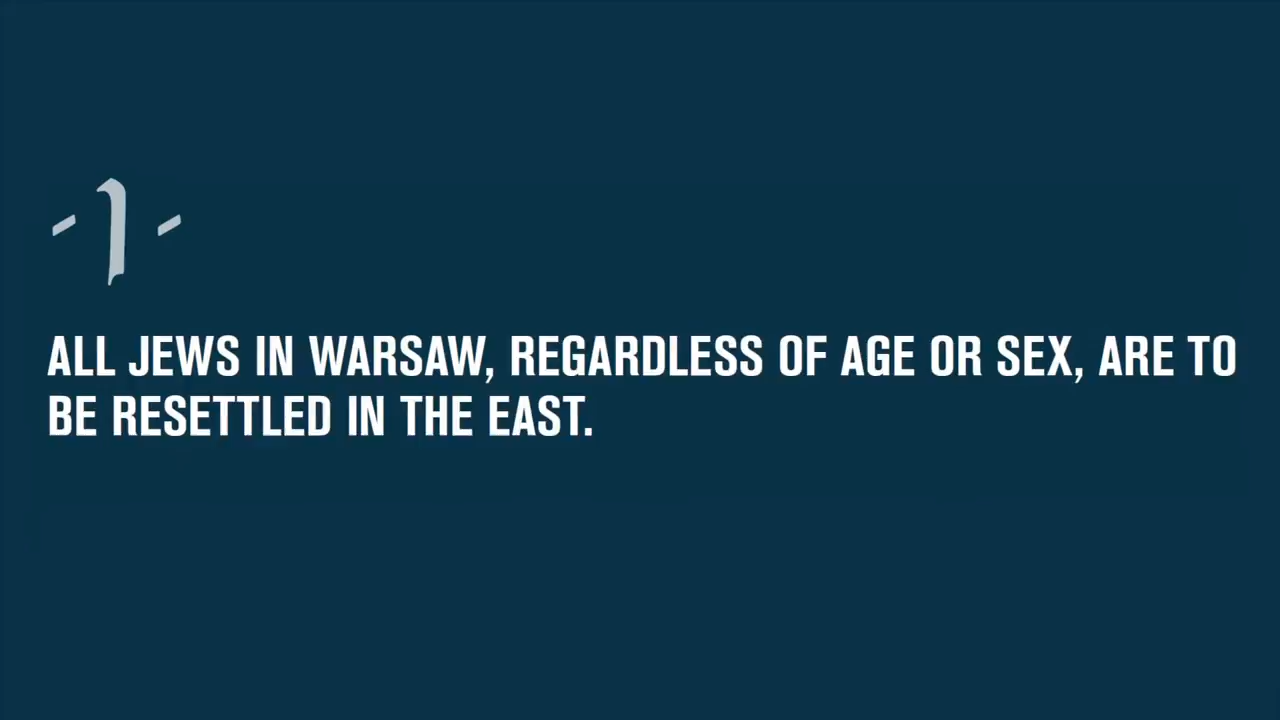 -1-
ALL JEWS IN WARSAW, REGARDLESS OF AGE OR SEX, ARE TO
BE RESETTLED IN THE EAST.